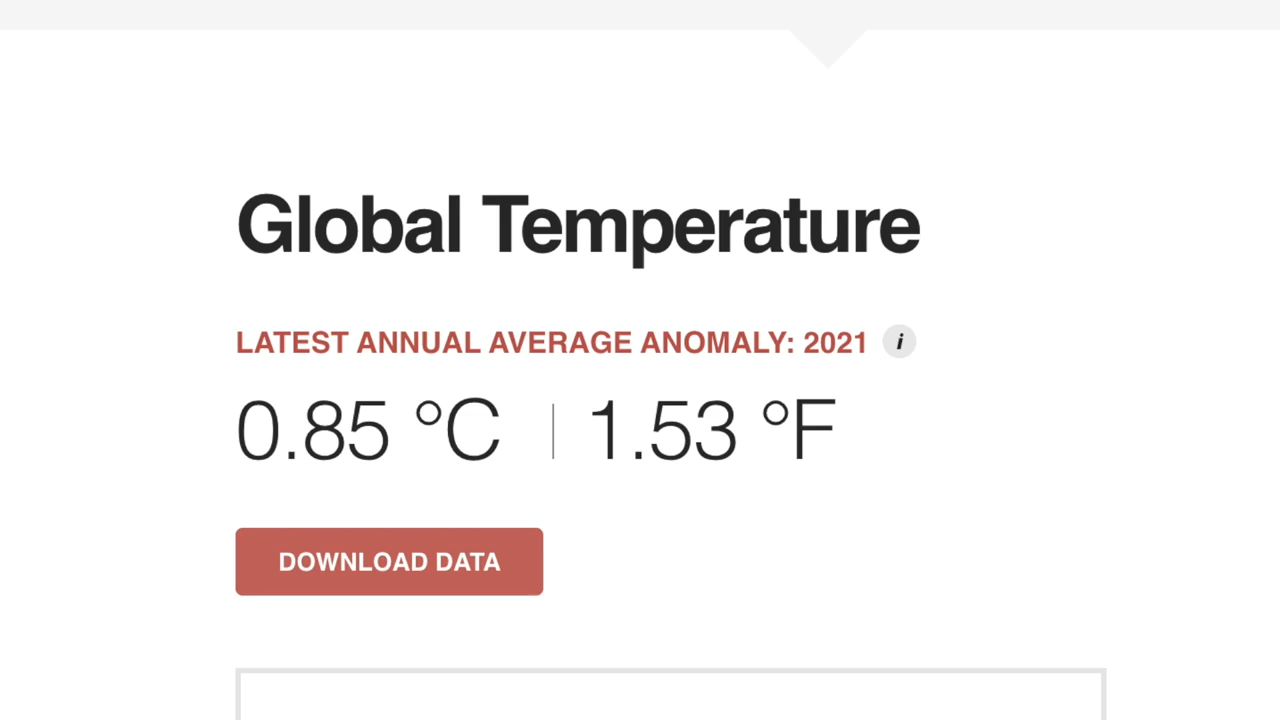 Global Temperature
LATEST ANNUAL AVERAGE ANOMALY: 2021 i
0.85 °C | 1.53 °F
DOWNLOAD DATA